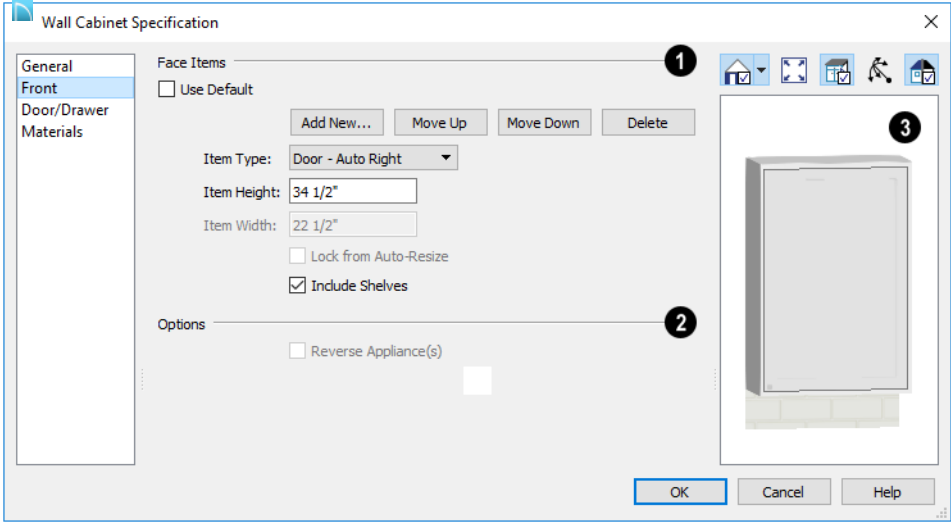 Wall Cabinet Specification
General
Front
Door/Drawer
Materials
Face Items
1
Use Default
Add New...
Move Up
Move Down
Delete
Item Type:
Door - Auto Right
Item Height:
34 1/2"
Item Width:
22 1/2"
Lock from Auto-Resize
Include Shelves
Options
2
Reverse Appliance(s)
3
OK
Cancel
Help